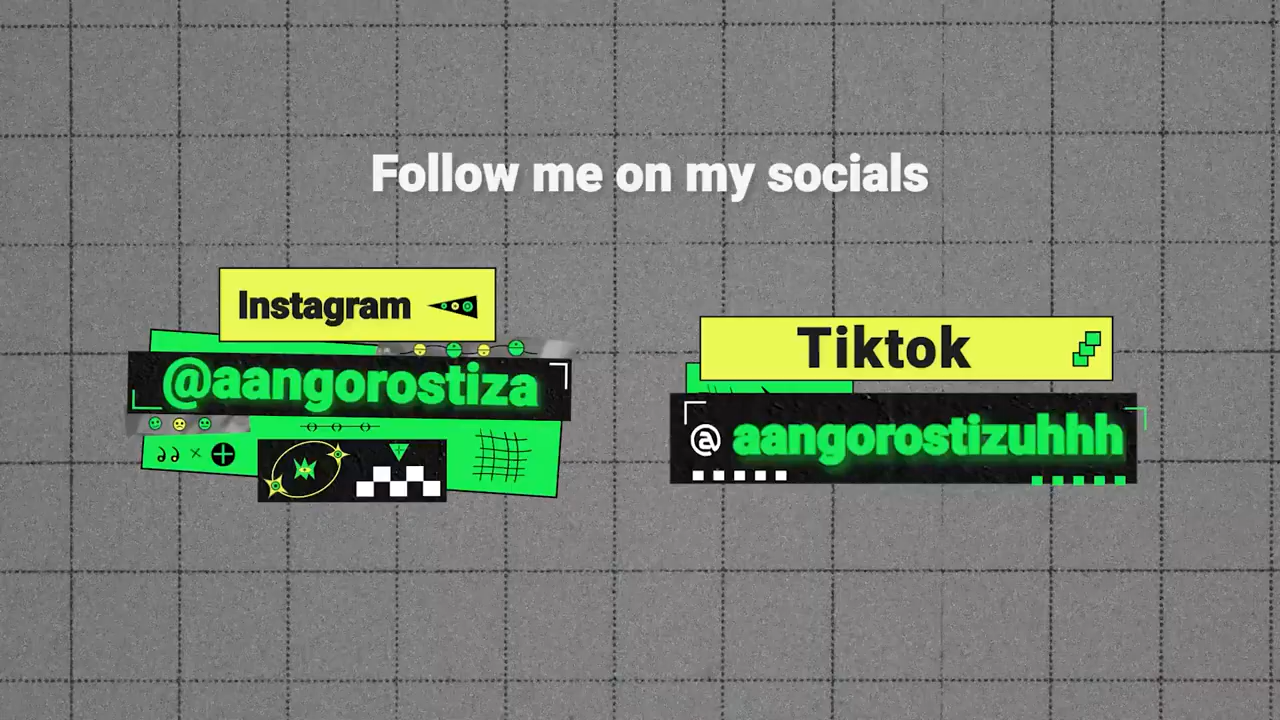 Follow me on my socials
Instagram
@aangorostiza
Tiktok
@ aangorostizuhhh